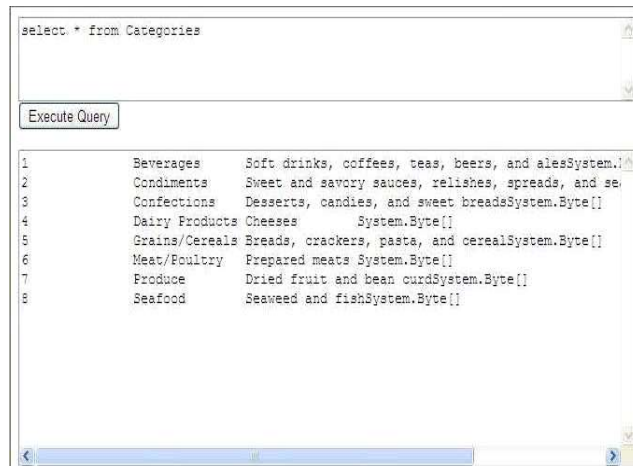 select * from Categories
Execute Query
1 Beverages Soft drinks, coffees, teas, beers, and alesSystem.
2 Condiments Sweet and savory sauces, relishes, spreads, and se
3 Confections Desserts, candies, and sweet breadsSystem.Byte[]
4 Dairy Products Cheeses System.Byte[]
5 Grains/Cereals Breads, crackers, pasta, and cerealSystem.Byte[]
6 Meat/Poultry Prepared meats System.Byte[]
7 Produce Dried fruit and bean curdSystem.Byte[]
8 Seafood Seaweed and fishSystem.Byte[]